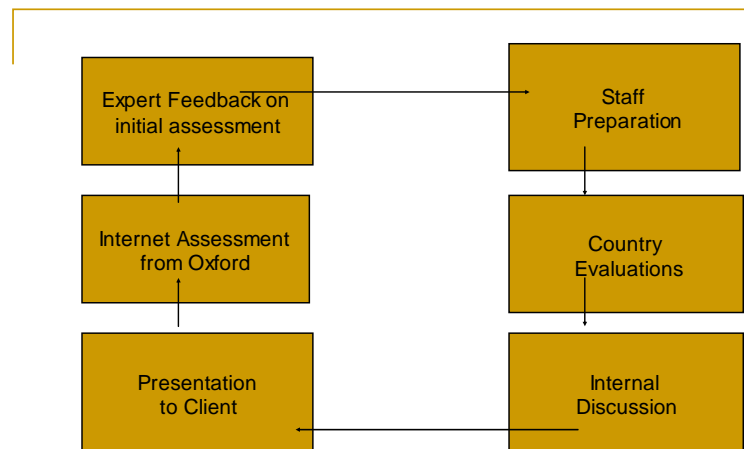 Expert Feedback on
initial assessment
Staff
Preparation
Internet Assessment
from Oxford
Country
Evaluations
Presentation
to Client
Internal
Discussion